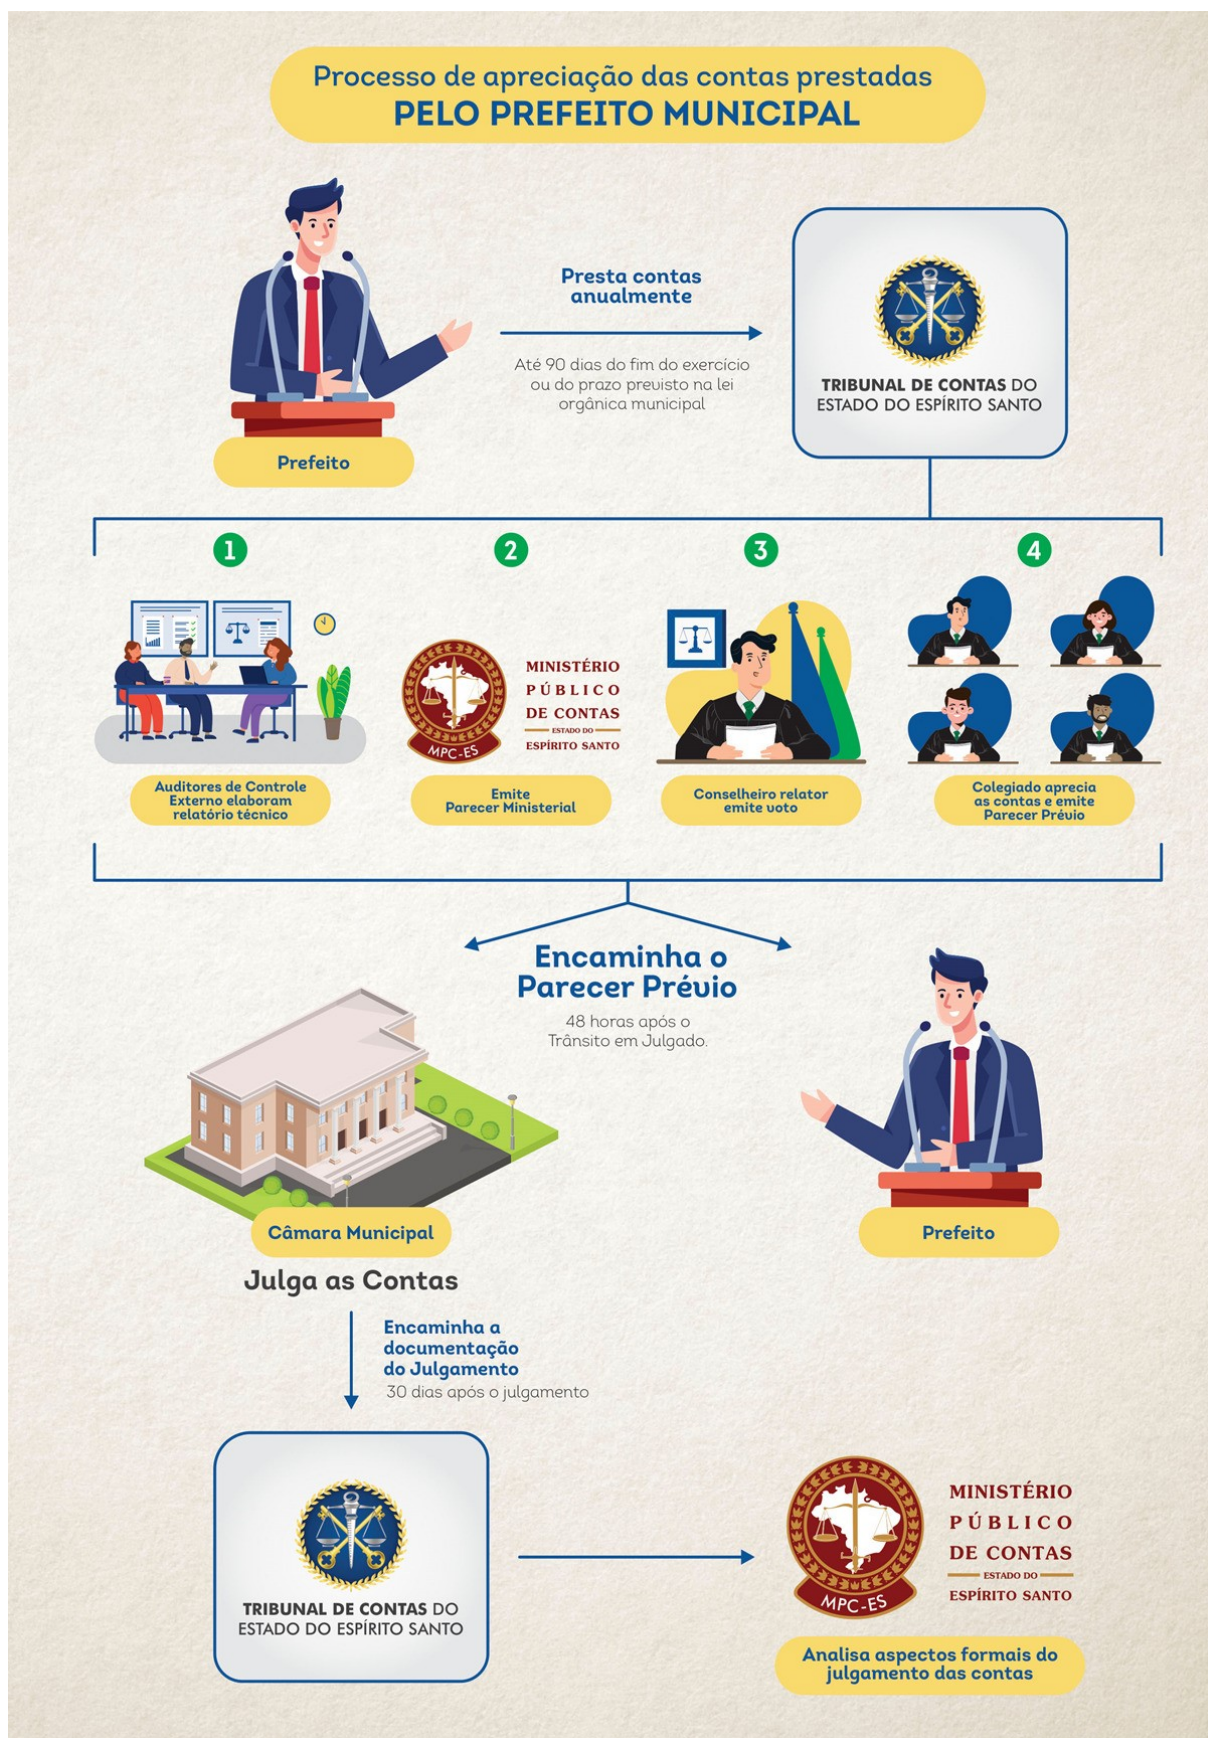 Processo de apreciação das contas prestadas
PELO PREFEITO MUNICIPAL
Presta contas
anualmente
Até 90 dias do fim do exercício
ou do prazo previsto na lei
orgânica municipal
TRIBUNAL DE CONTAS DO
ESTADO DO ESPÍRITO SANTO
Prefeito
1
2
3
4
MINISTÉRIO
PÚBLICO
DE CONTAS
ESTADO DO
ESPÍRITO SANTO
MPC-ES
Auditores de Controle
Externo elaboram
relatório técnico
Emite
Parecer Ministerial
Conselheiro relator
emite voto
Colegiado aprecia
as contas e emite
Parecer Prévio
Encaminha o
Parecer Prévio
48 horas após o
Trânsito em Julgado.
Câmara Municipal
Prefeito
Julga as Contas
Encaminha a
documentação
do Julgamento
30 dias após o julgamento
TRIBUNAL DE CONTAS DO
ESTADO DO ESPÍRITO SANTO
MINISTÉRIO
PÚBLICO
DE CONTAS
ESTADO DO
ESPÍRITO SANTO
MPC-ES
Analisa aspectos formais do
julgamento das contas